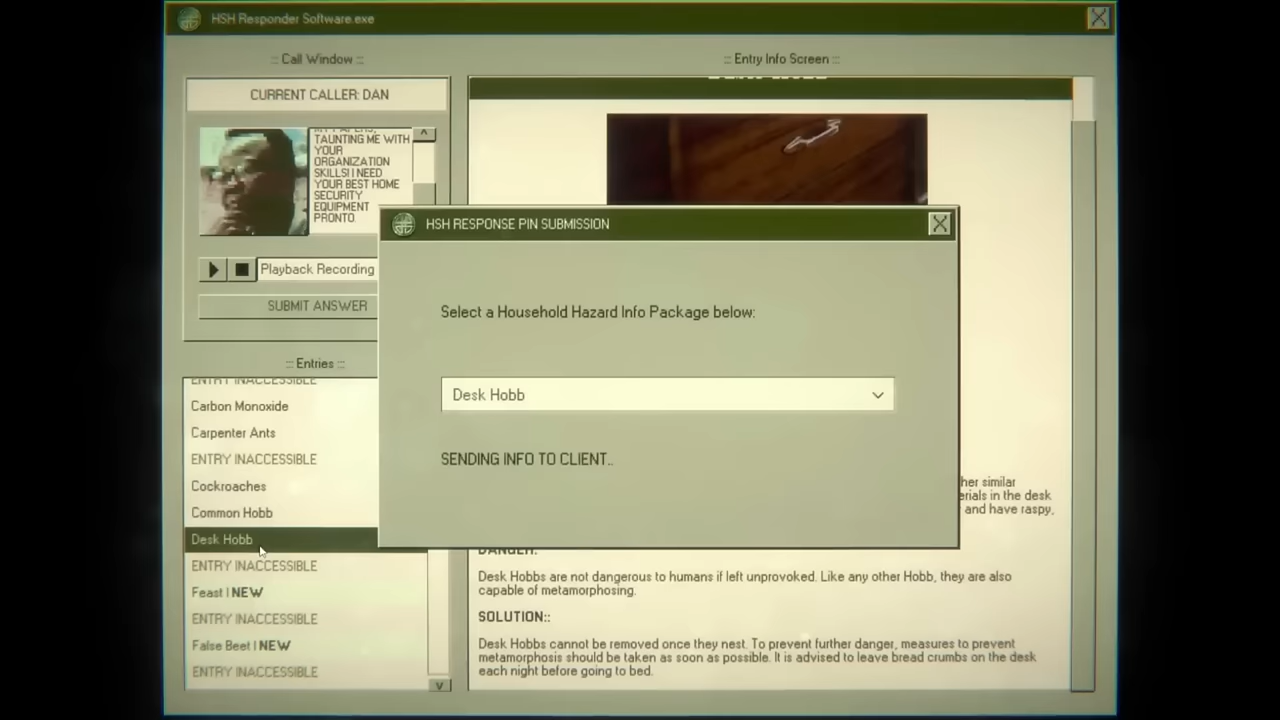 HSH Responder Software.exe
::: Call Window :::
::: Entry Info Screen :::
CURRENT CALLER: DAN
TAUNTING ME WITH
YOUR
ORGANIZATION
SKILLS! I NEED
YOUR BEST HOME
SECURITY
EQUIPMENT
PRONTO.
Playback Recording
SUBMIT ANSWER
::: Entries :::
ENTRY INACCESSIBLE
Carbon Monoxide
Carpenter Ants
ENTRY INACCESSIBLE
Cockroaches
Common Hobb
Desk Hobb
ENTRY INACCESSIBLE
Feast | NEW
ENTRY INACCESSIBLE
False Beet | NEW
ENTRY INACCESSIBLE
HSH RESPONSE PIN SUBMISSION
Select a Household Hazard Info Package below:
Desk Hobb
SENDING INFO TO CLIENT..
her similar
erials in the desk
and have raspy,
DANGER:
Desk Hobbs are not dangerous to humans if left unprovoked. Like any other Hobb, they are also
capable of metamorphosing.
SOLUTION::
Desk Hobbs cannot be removed once they nest. To prevent further danger, measures to prevent
metamorphosis should be taken as soon as possible. It is advised to leave bread crumbs on the desk
each night before going to bed.